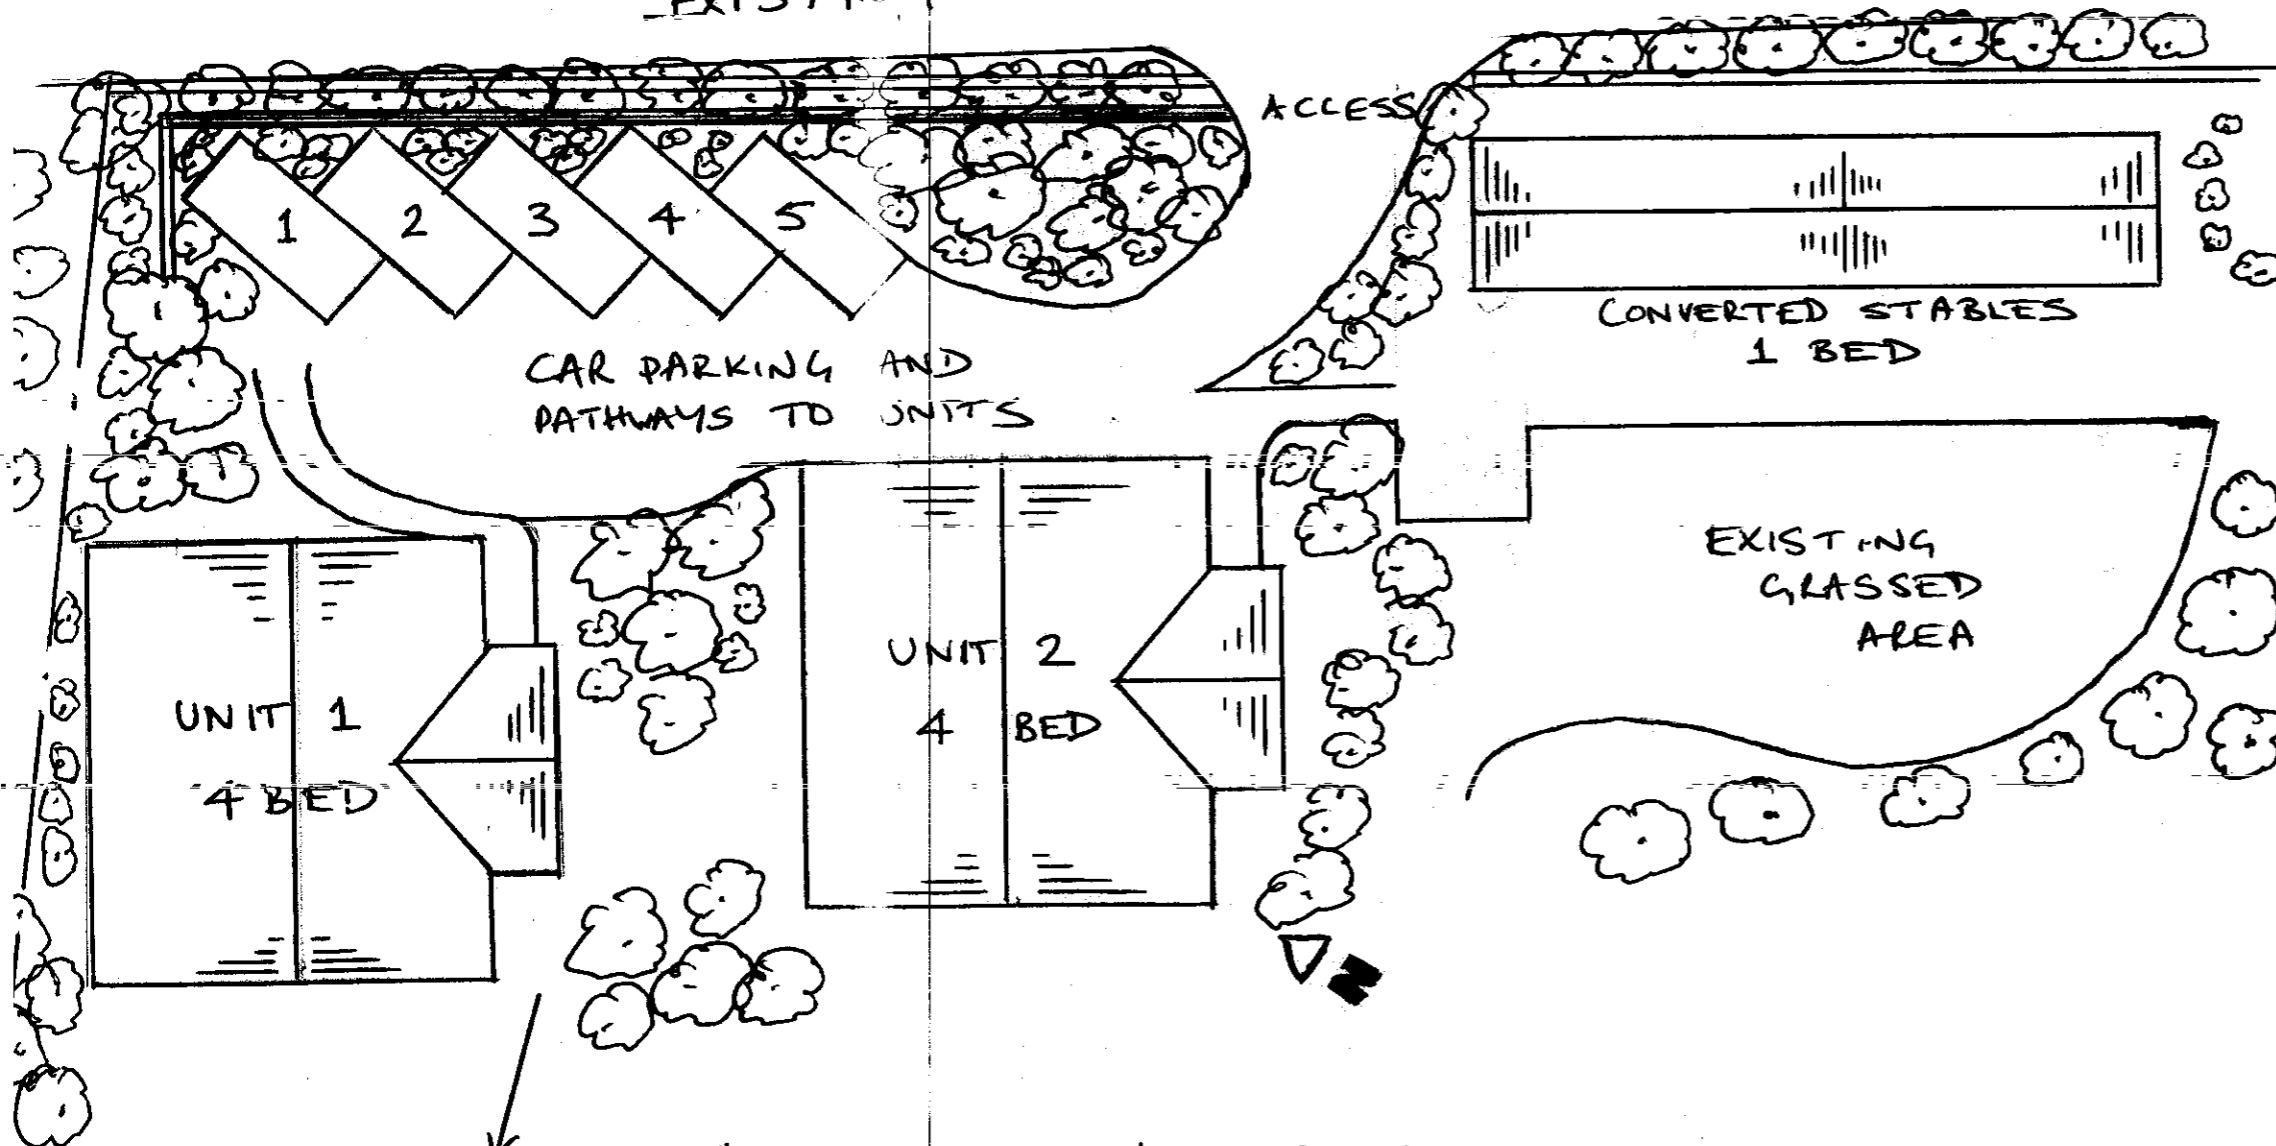 EXISTING
ACCESS
1 2 3 4 5
CONVERTED STABLES
1 BED
CAR PARKING AND
PATHWAYS TO UNITS
EXISTING
GRASSED
AREA
UNIT 1
4 BED
UNIT 2
4 BED
N